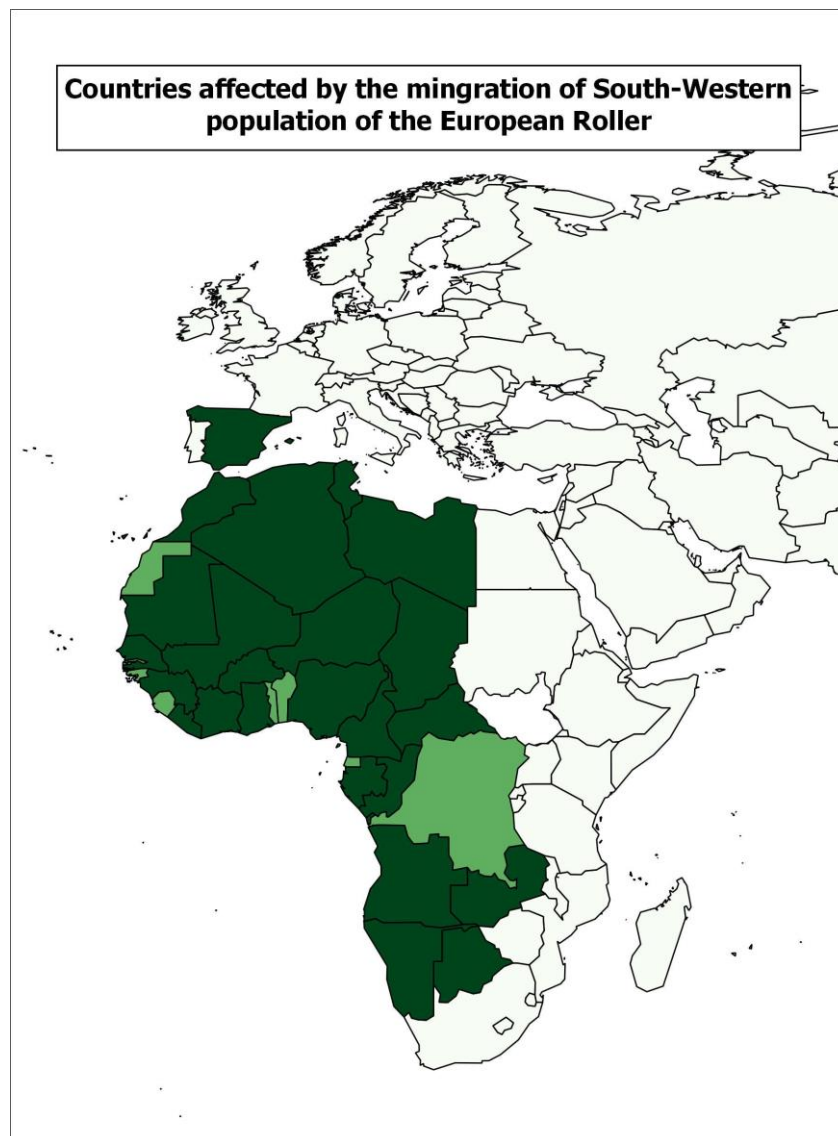 Countries affected by the mingration of South-Western
population of the European Roller